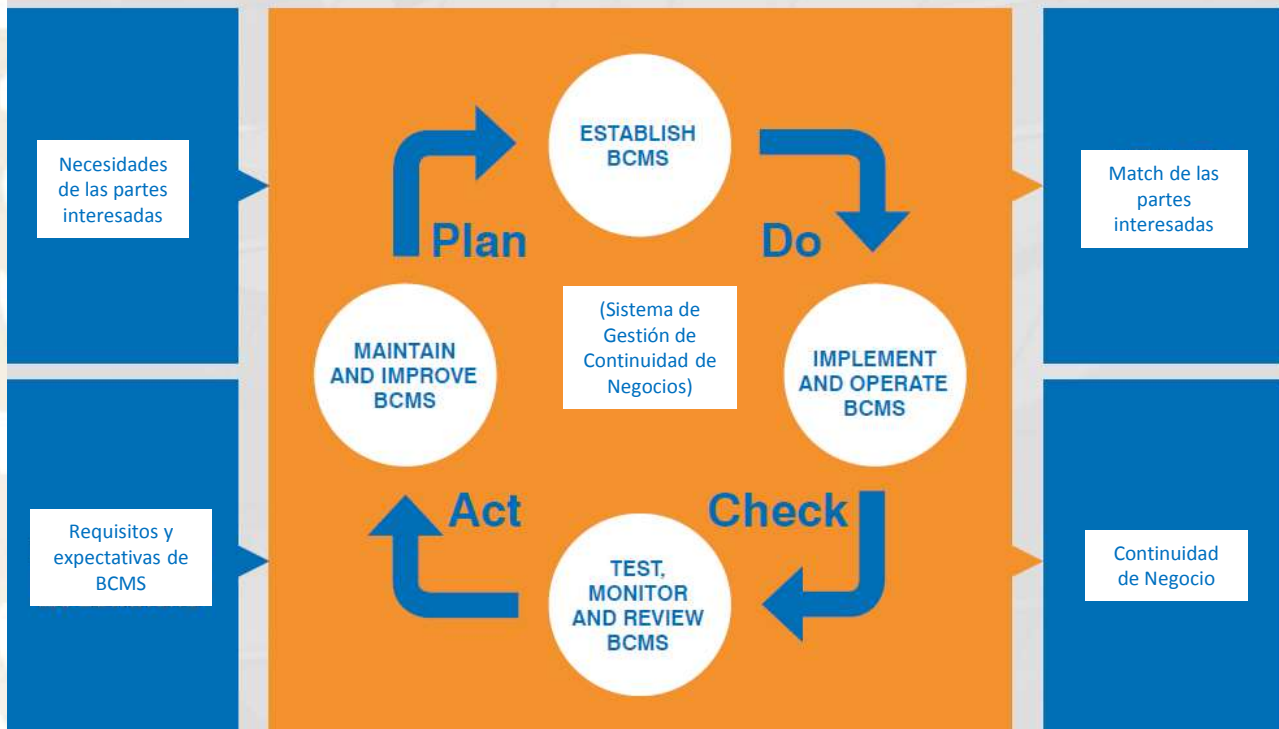 Necesidades
de las partes
interesadas
Requisitos y
expectativas de
BCMS
Plan
ESTABLISH
BCMS
Do
MAINTAIN
AND IMPROVE
BCMS
(Sistema de
Gestión de
Continuidad de
Negocios)
IMPLEMENT
AND OPERATE
BCMS
Act
TEST,
MONITOR
AND REVIEW
BCMS
Check
Match de las
partes
interesadas
Continuidad
de Negocio